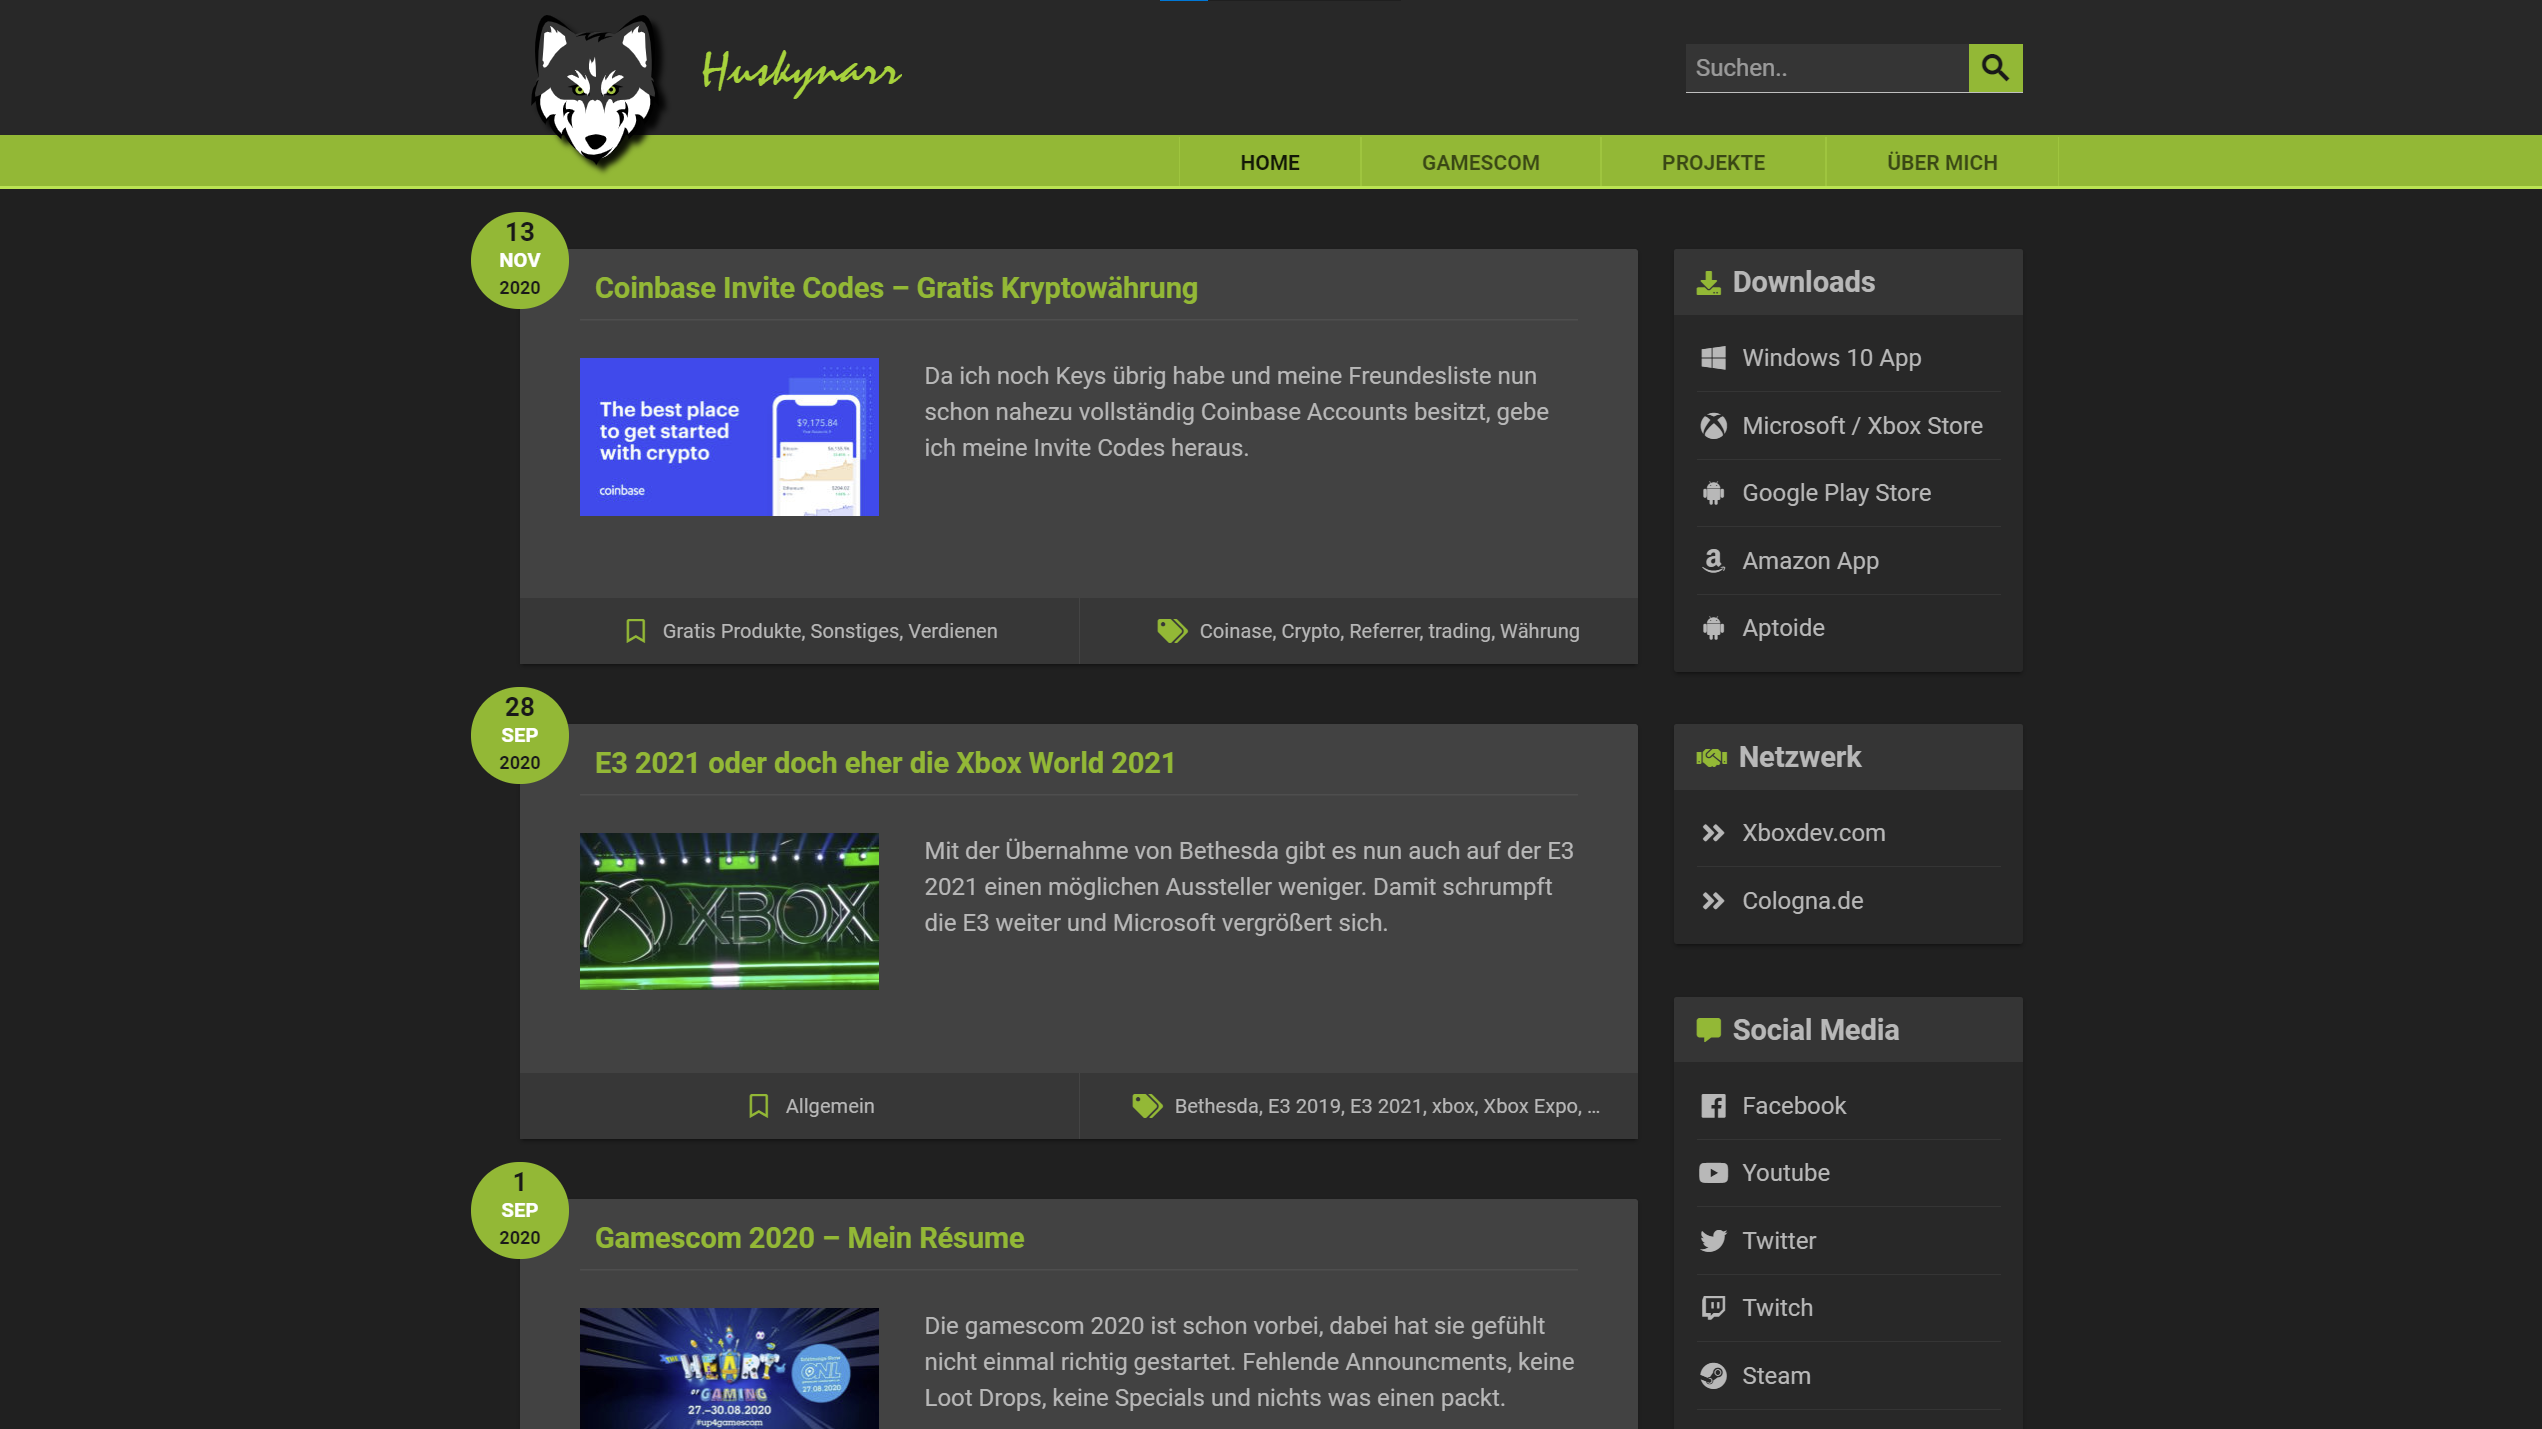 Huskynarr
Suchen..
HOME
GAMESCOM
PROJEKTE
ÜBER MICH
13
NOV
2020
Coinbase Invite Codes – Gratis Kryptowährung
The best place
to get started
with crypto
coinbase
$9,175.84
Da ich noch Keys übrig habe und meine Freundesliste nun
schon nahezu vollständig Coinbase Accounts besitzt, gebe
ich meine Invite Codes heraus.
Gratis Produkte, Sonstiges, Verdienen
Coinase, Crypto, Referrer, trading, Währung
28
SEP
2020
E3 2021 oder doch eher die Xbox World 2021
XBOX
Mit der Übernahme von Bethesda gibt es nun auch auf der E3
2021 einen möglichen Aussteller weniger. Damit schrumpft
die E3 weiter und Microsoft vergrößert sich.
Allgemein
Bethesda, E3 2019, E3 2021, xbox, Xbox Expo, ...
1
SEP
2020
Gamescom 2020 – Mein Résume
THE HEART
OF GAMING
27.–30.08.2020
#up4gamescom
ONL
27.08.2020
Die gamescom 2020 ist schon vorbei, dabei hat sie gefühlt
nicht einmal richtig gestartet. Fehlende Announcments, keine
Loot Drops, keine Specials und nichts was einen packt.
Downloads
Windows 10 App
Microsoft / Xbox Store
Google Play Store
Amazon App
Aptoide
Netzwerk
Xboxdev.com
Cologna.de
Social Media
Facebook
Youtube
Twitter
Twitch
Steam